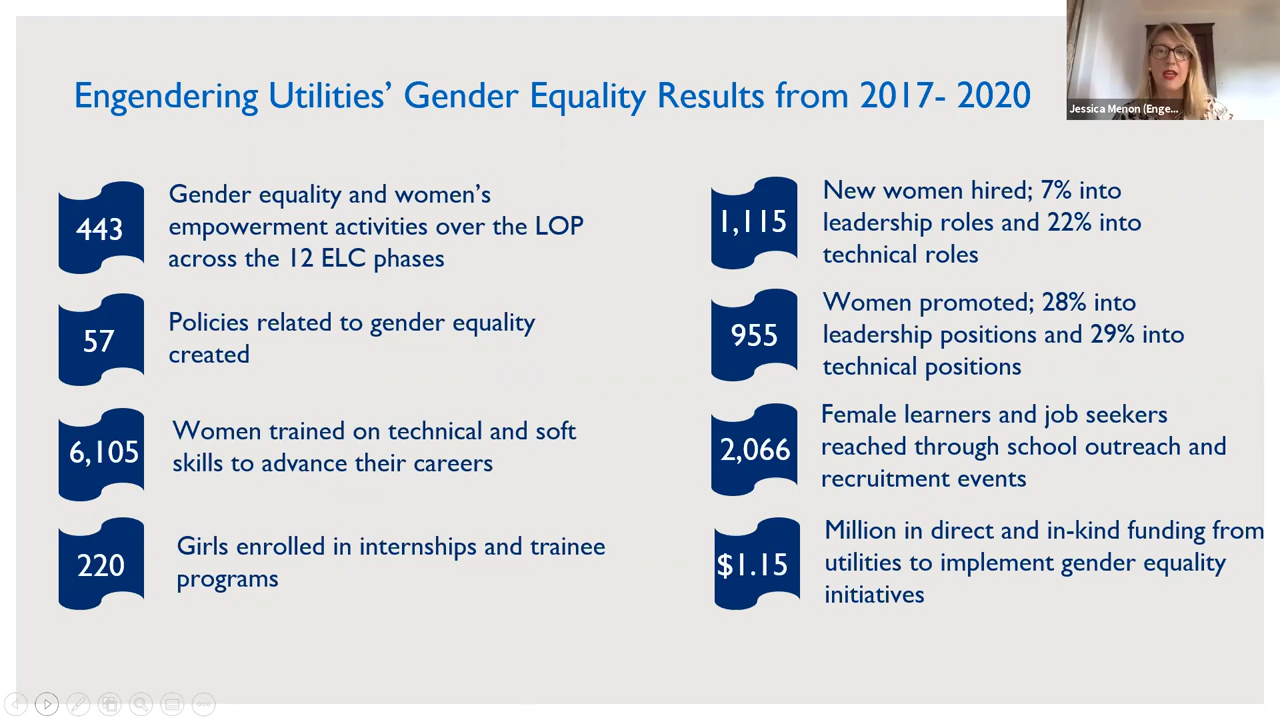 Engendering Utilities’ Gender Equality Results from 2017- 2020
Jessica Menon (Enge...
443
Gender equality and women’s
empowerment activities over the LOP
across the 12 ELC phases
57
Policies related to gender equality
created
6,105
Women trained on technical and soft
skills to advance their careers
220
Girls enrolled in internships and trainee
programs
1,115
New women hired; 7% into
leadership roles and 22% into
technical roles
955
Women promoted; 28% into
leadership positions and 29% into
technical positions
2,066
Female learners and job seekers
reached through school outreach and
recruitment events
$1.15
Million in direct and in-kind funding from
utilities to implement gender equality
initiatives